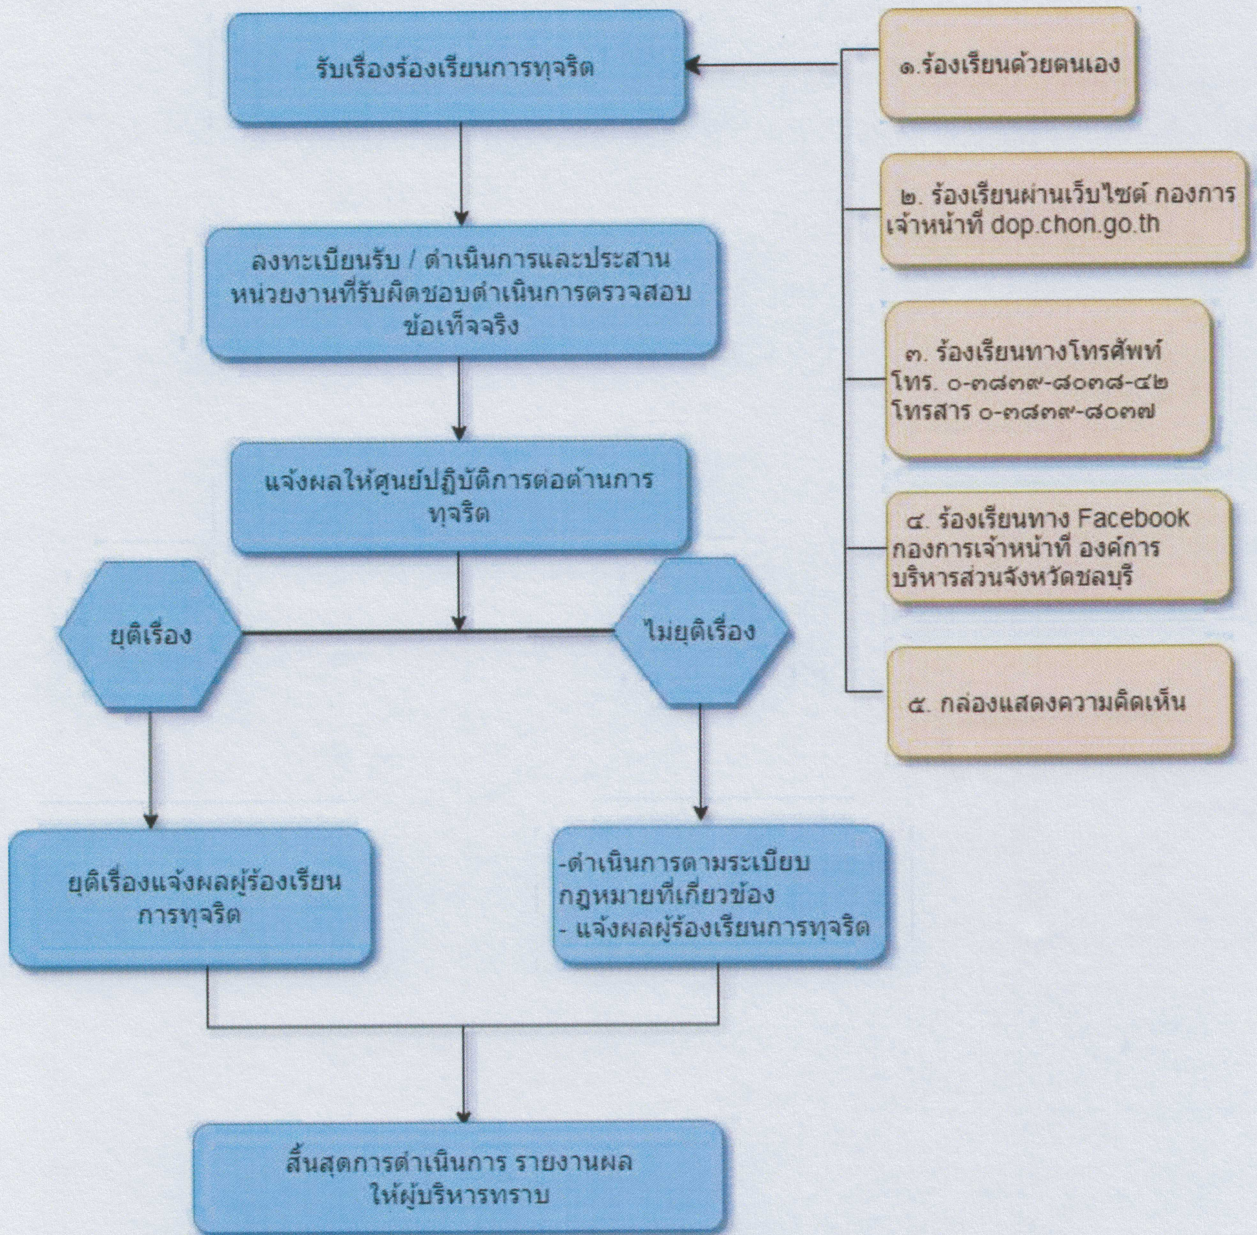 รับเรื่องร้องเรียนการทุจริต
๑.ร้องเรียนด้วยตนเอง
๒. ร้องเรียนผ่านเว็บไซต์ กองการ
เจ้าหน้าที่ dop.chon.go.th
๓. ร้องเรียนทางโทรศัพท์
โทร. ๐-๓๘๓๙-๘๐๓๘-๔๒
โทรสาร ๐-๓๘๓๙-๘๐๓๗
๔. ร้องเรียนทาง Facebook
กองการเจ้าหน้าที่ องค์การ
บริหารส่วนจังหวัดชลบุรี
๕. กล่องแสดงความคิดเห็น
ลงทะเบียนรับ / ดำเนินการและประสาน
หน่วยงานที่รับผิดชอบดำเนินการตรวจสอบ
ข้อเท็จจริง
แจ้งผลให้ศูนย์ปฏิบัติการต่อต้านการ
ทุจริต
ยุติเรื่อง
ไม่ยุติเรื่อง
ยุติเรื่องแจ้งผลผู้ร้องเรียน
การทุจริต
-ดำเนินการตามระเบียบ
กฎหมายที่เกี่ยวข้อง
- แจ้งผลผู้ร้องเรียนการทุจริต
สิ้นสุดการดำเนินการ รายงานผล
ให้ผู้บริหารทราบ